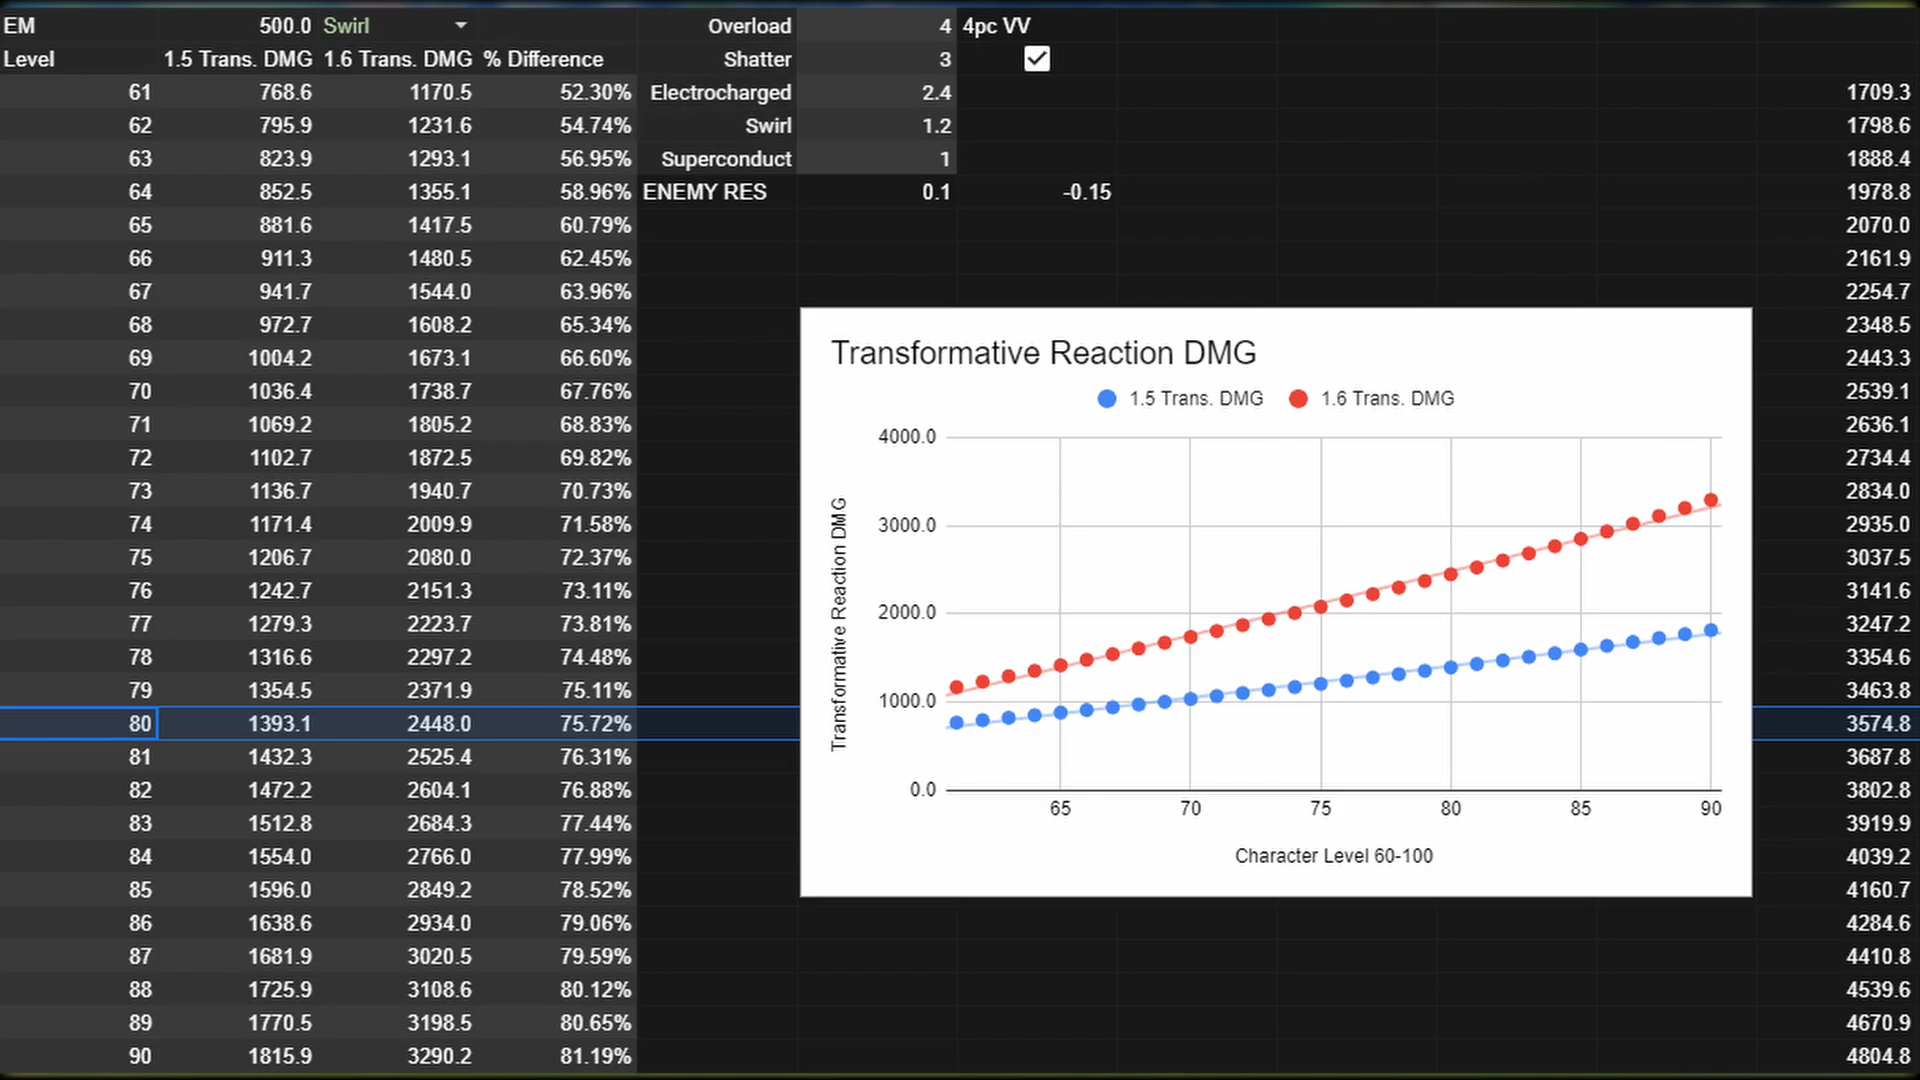 EM 500.0 Swirl Overload 4 4pc VV
Level 1.5 Trans. DMG 1.6 Trans. DMG % Difference Shatter 3
61 768.6 1170.5 52.30% Electrocharged 2.4 1709.3
62 795.9 1231.6 54.74% Swirl 1.2 1798.6
63 823.9 1293.1 56.95% Superconduct 1 1888.4
64 852.5 1355.1 58.96% ENEMY RES 0.1 -0.15 1978.8
65 881.6 1417.5 60.79% 2070.0
66 911.3 1480.5 62.45% 2161.9
67 941.7 1544.0 63.96% 2254.7
68 972.7 1608.2 65.34% 2348.5
69 1004.2 1673.1 66.60% 2443.3
70 1036.4 1738.7 67.76% 2539.1
71 1069.2 1805.2 68.83% 2636.1
72 1102.7 1872.5 69.82% 2734.4
73 1136.7 1940.7 70.73% 2834.0
74 1171.4 2009.9 71.58% 2935.0
75 1206.7 2080.0 72.37% 3037.5
76 1242.7 2151.3 73.11% 3141.6
77 1279.3 2223.7 73.81% 3247.2
78 1316.6 2297.2 74.48% 3354.6
79 1354.5 2371.9 75.11% 3463.8
80 1393.1 2448.0 75.72% 3574.8
81 1432.3 2525.4 76.31% 3687.8
82 1472.2 2604.1 76.88% 3802.8
83 1512.8 2684.3 77.44% 3919.9
84 1554.0 2766.0 77.99% 4039.2
85 1596.0 2849.2 78.52% 4160.7
86 1638.6 2934.0 79.06% 4284.6
87 1681.9 3020.5 79.59% 4410.8
88 1725.9 3108.6 80.12% 4539.6
89 1770.5 3198.5 80.65% 4670.9
90 1815.9 3290.2 81.19% 4804.8
Transformative Reaction DMG
1.5 Trans. DMG 1.6 Trans. DMG
Transformative Reaction DMG
4000.0
3000.0
2000.0
1000.0
0.0
65 70 75 80 85 90
Character Level 60-100